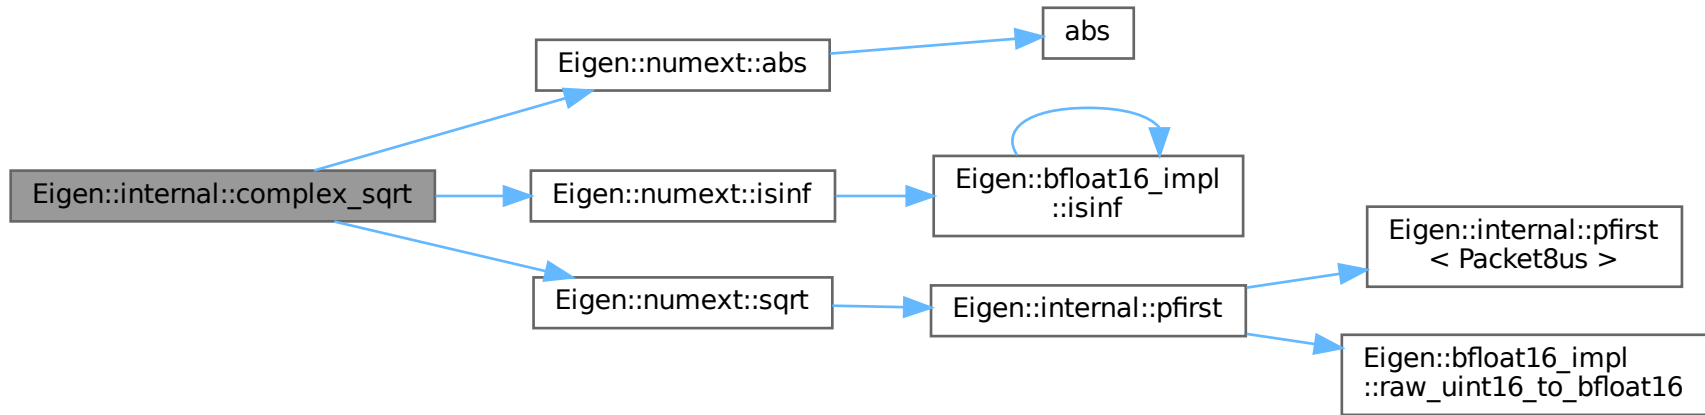 abs
Eigen::numext::abs
Eigen::bfloat16_impl
::isinf
Eigen::internal::complex_sqrt
Eigen::numext::isinf
Eigen::internal::pfirst
< Packet8us >
Eigen::numext::sqrt
Eigen::internal::pfirst
Eigen::bfloat16_impl
::raw_uint16_to_bfloat16